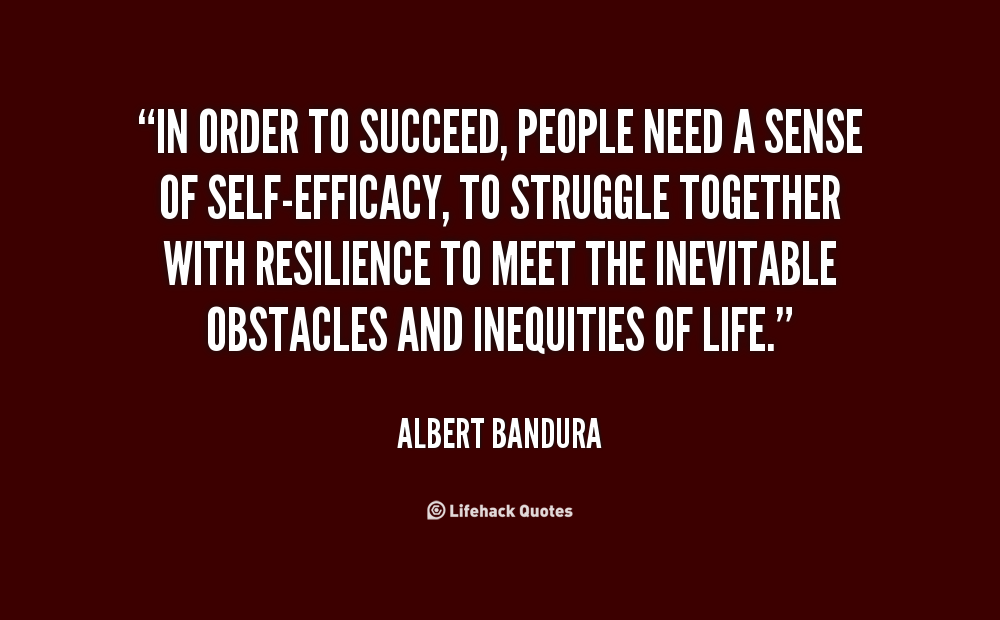 “IN ORDER TO SUCCEED, PEOPLE NEED A SENSE
OF SELF-EFFICACY, TO STRUGGLE TOGETHER
WITH RESILIENCE TO MEET THE INEVITABLE
OBSTACLES AND INEQUITIES OF LIFE.”
ALBERT BANDURA
Lifehack Quotes